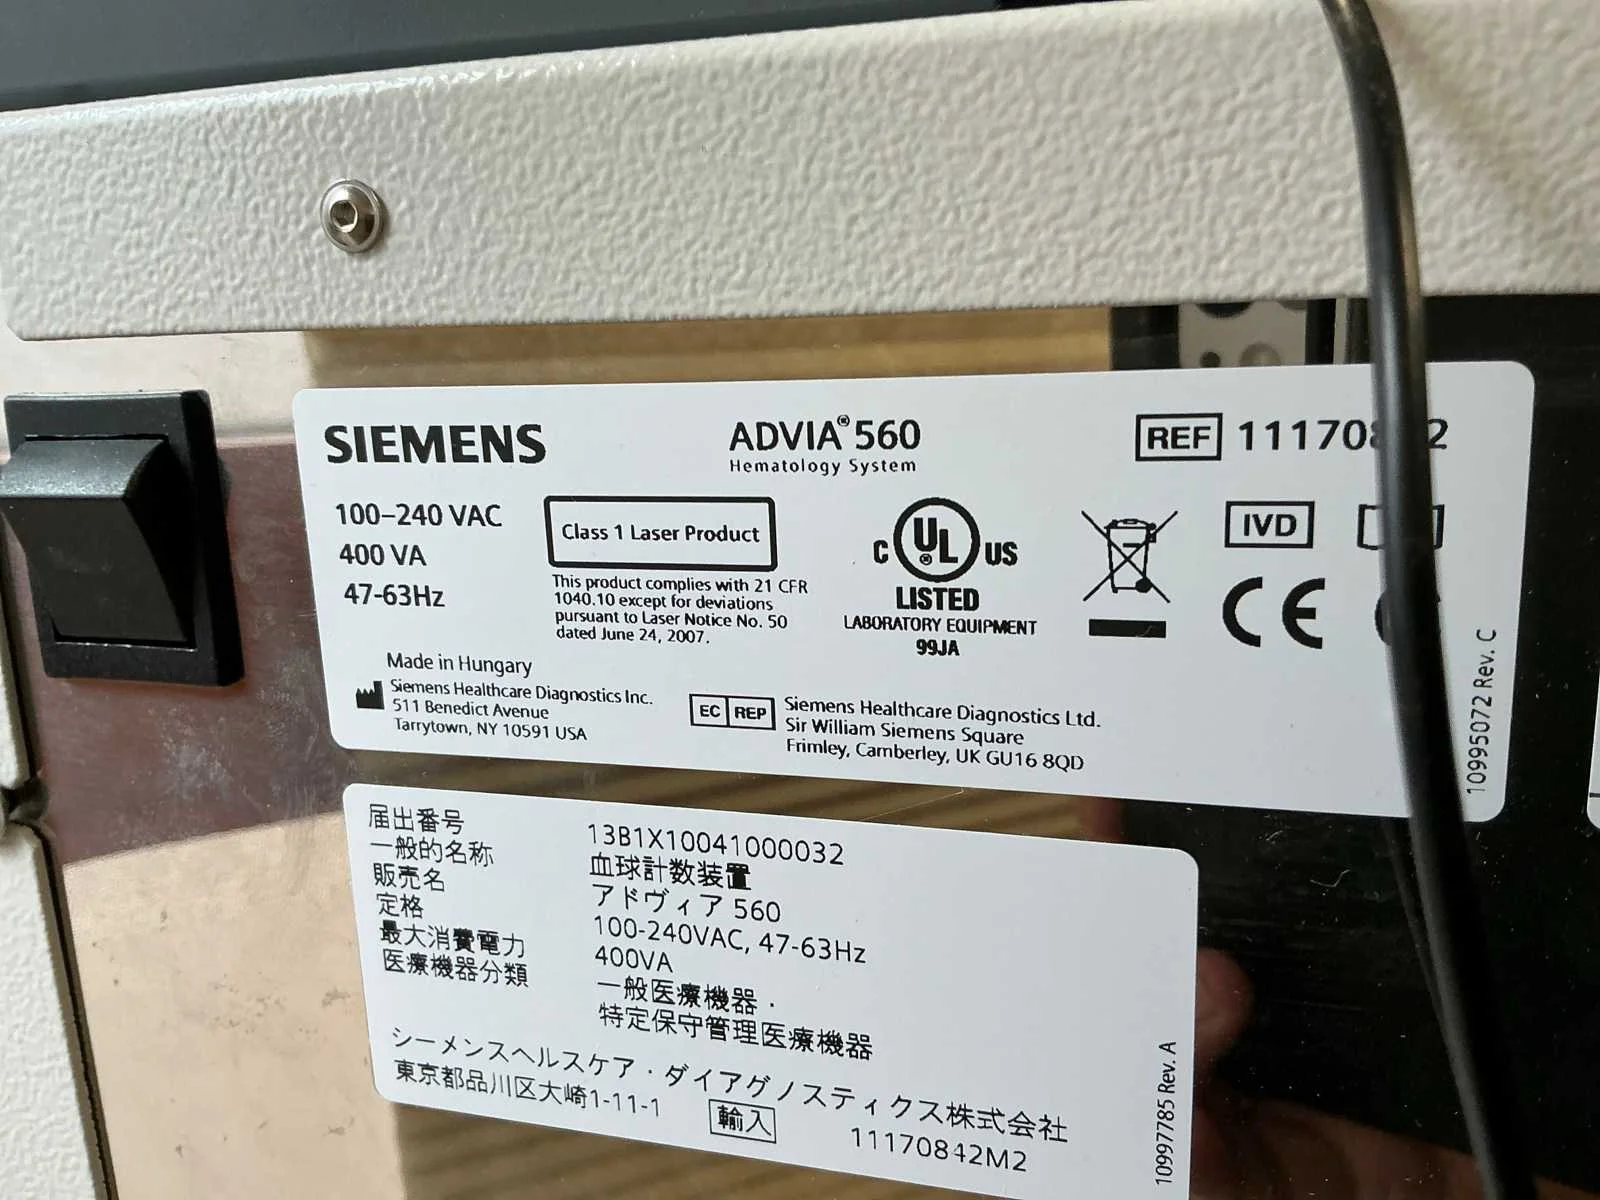 SIEMENS
ADVIA® 560
Hematology System
REF
100–240 VAC
400 VA
47-63Hz
Class 1 Laser Product
This product complies with 21 CFR
1040.10 except for deviations
pursuant to Laser Notice No. 50
dated June 24, 2007.
C UL® US
LISTED
LABORATORY EQUIPMENT
99JA
IVD
CE
Made in Hungary
Siemens Healthcare Diagnostics Inc.
511 Benedict Avenue
Tarrytown, NY 10591 USA
EC REP
Siemens Healthcare Diagnostics Ltd.
Sir William Siemens Square
Frimley, Camberley, UK GU16 8QD
10995072 Rev. C
届出番号 13B1X10041000032
一般的名称 血球計数装置
販売名 アドヴィア 560
定格 100-240VAC, 47-63Hz
最大消費電力 400VA
医療機器分類 一般医療機器・
特定保守管理医療機器
シーメンスヘルスケア・ダイアグノスティクス株式会社
東京都品川区大崎1-11-1
輸入
11170842M2
10997785 Rev. A